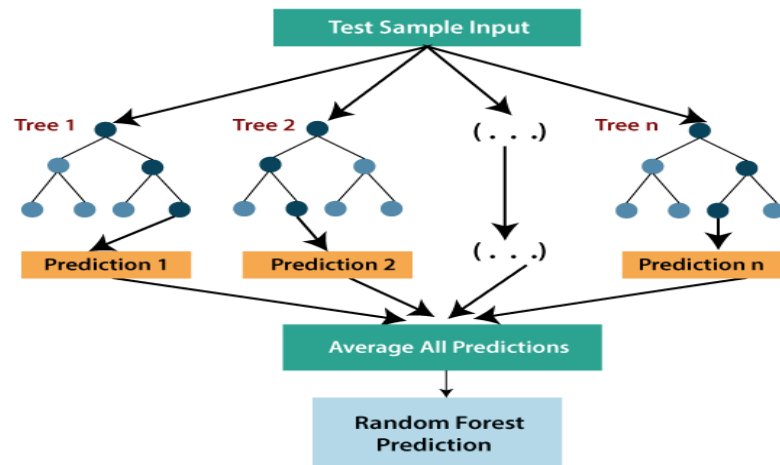 Test Sample Input
Tree 1
Tree 2
(...)
Tree n
Prediction 1
Prediction 2
(...)
Prediction n
Average All Predictions
Random Forest
Prediction